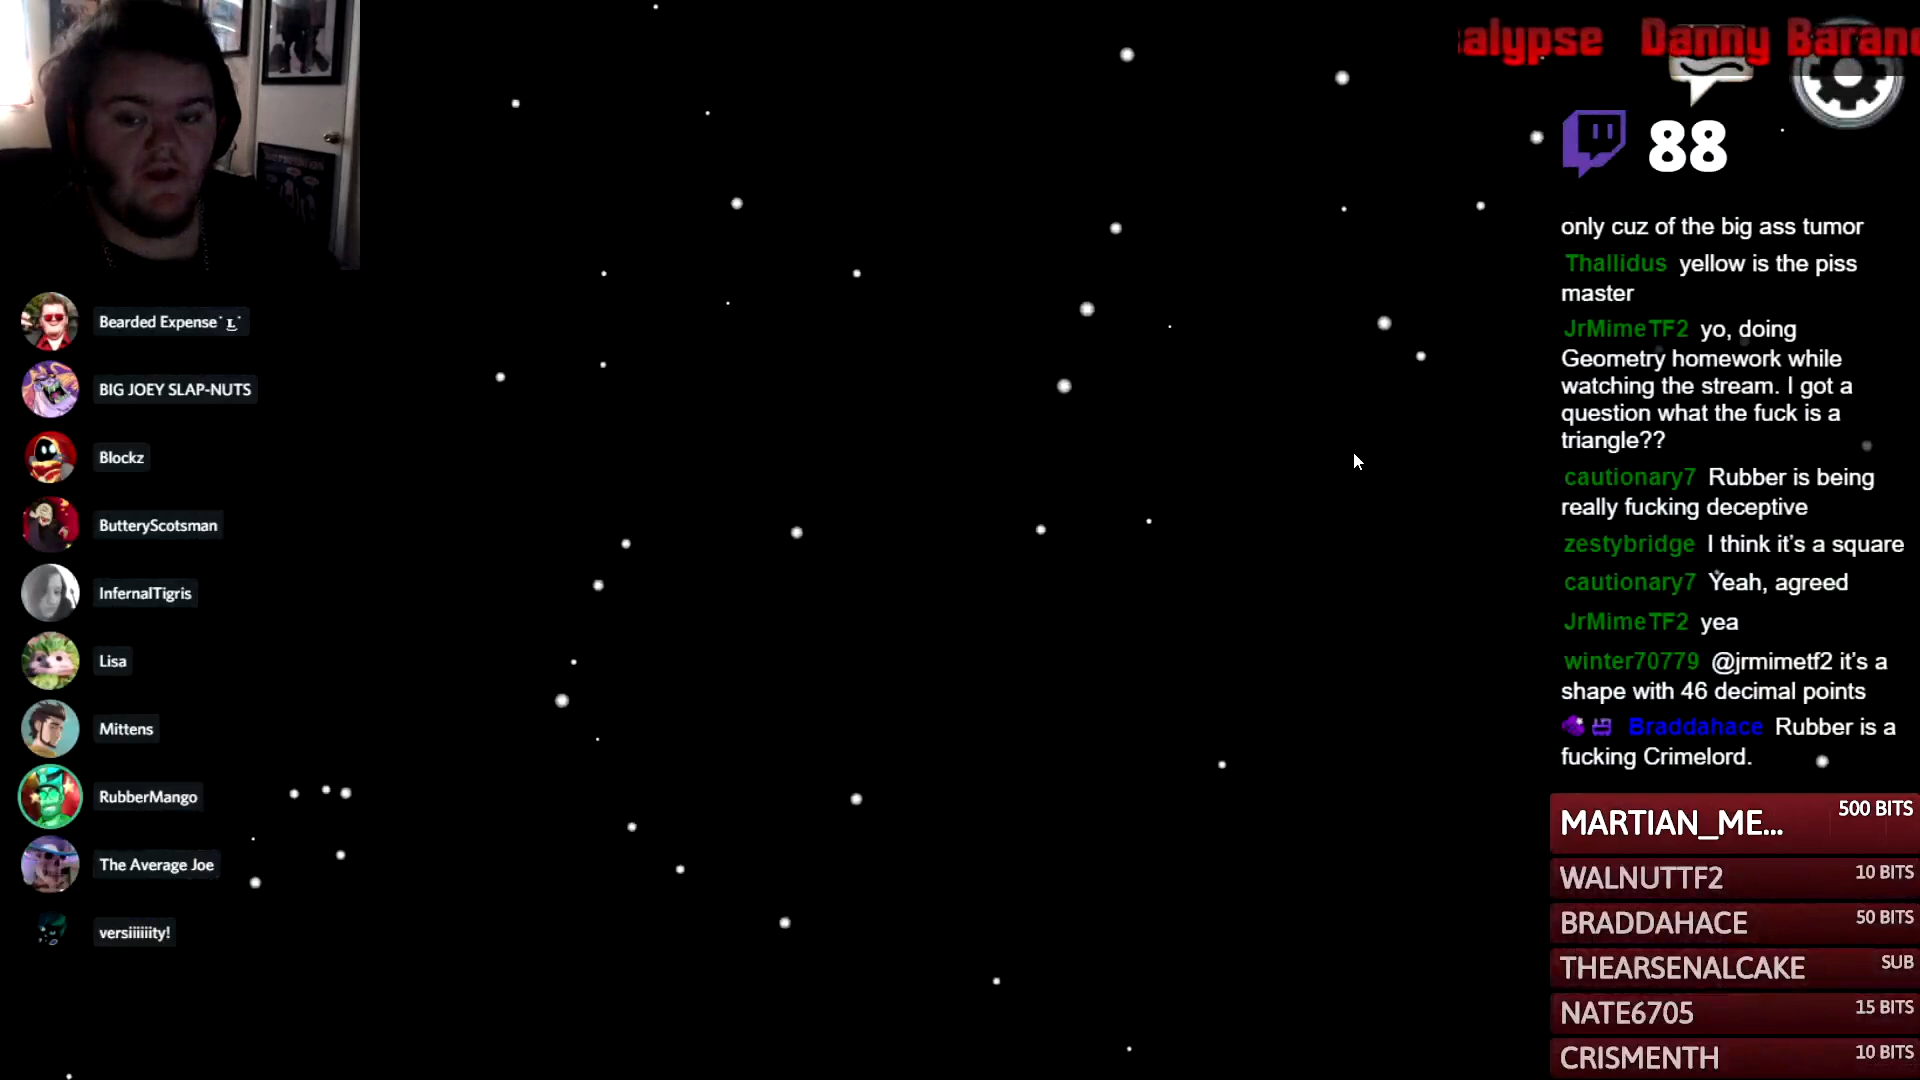 alypse Danny Baran
88
only cuz of the big ass tumor
Thallidus yellow is the piss
master
JrMimeTF2 yo, doing
Geometry homework while
watching the stream. I got a
question what the fuck is a
triangle??
cautionary7 Rubber is being
really fucking deceptive
zestybridge I think it's a square
cautionary7 Yeah, agreed
JrMimeTF2 yea
winter70779 @jrmimetf2 it's a
shape with 46 decimal points
Braddahace Rubber is a
fucking Crimelord.
MARTIAN_ME... 500 BITS
WALNUTTF2 10 BITS
BRADDAHACE 50 BITS
THEARSENALCAKE SUB
NATE6705 15 BITS
CRISMENTH 10 BITS
Bearded Expense
BIG JOEY SLAP-NUTS
Blockz
ButteryScotsman
InfernalTigris
Lisa
Mittens
RubberMango
The Average Joe
versiiiiiity!